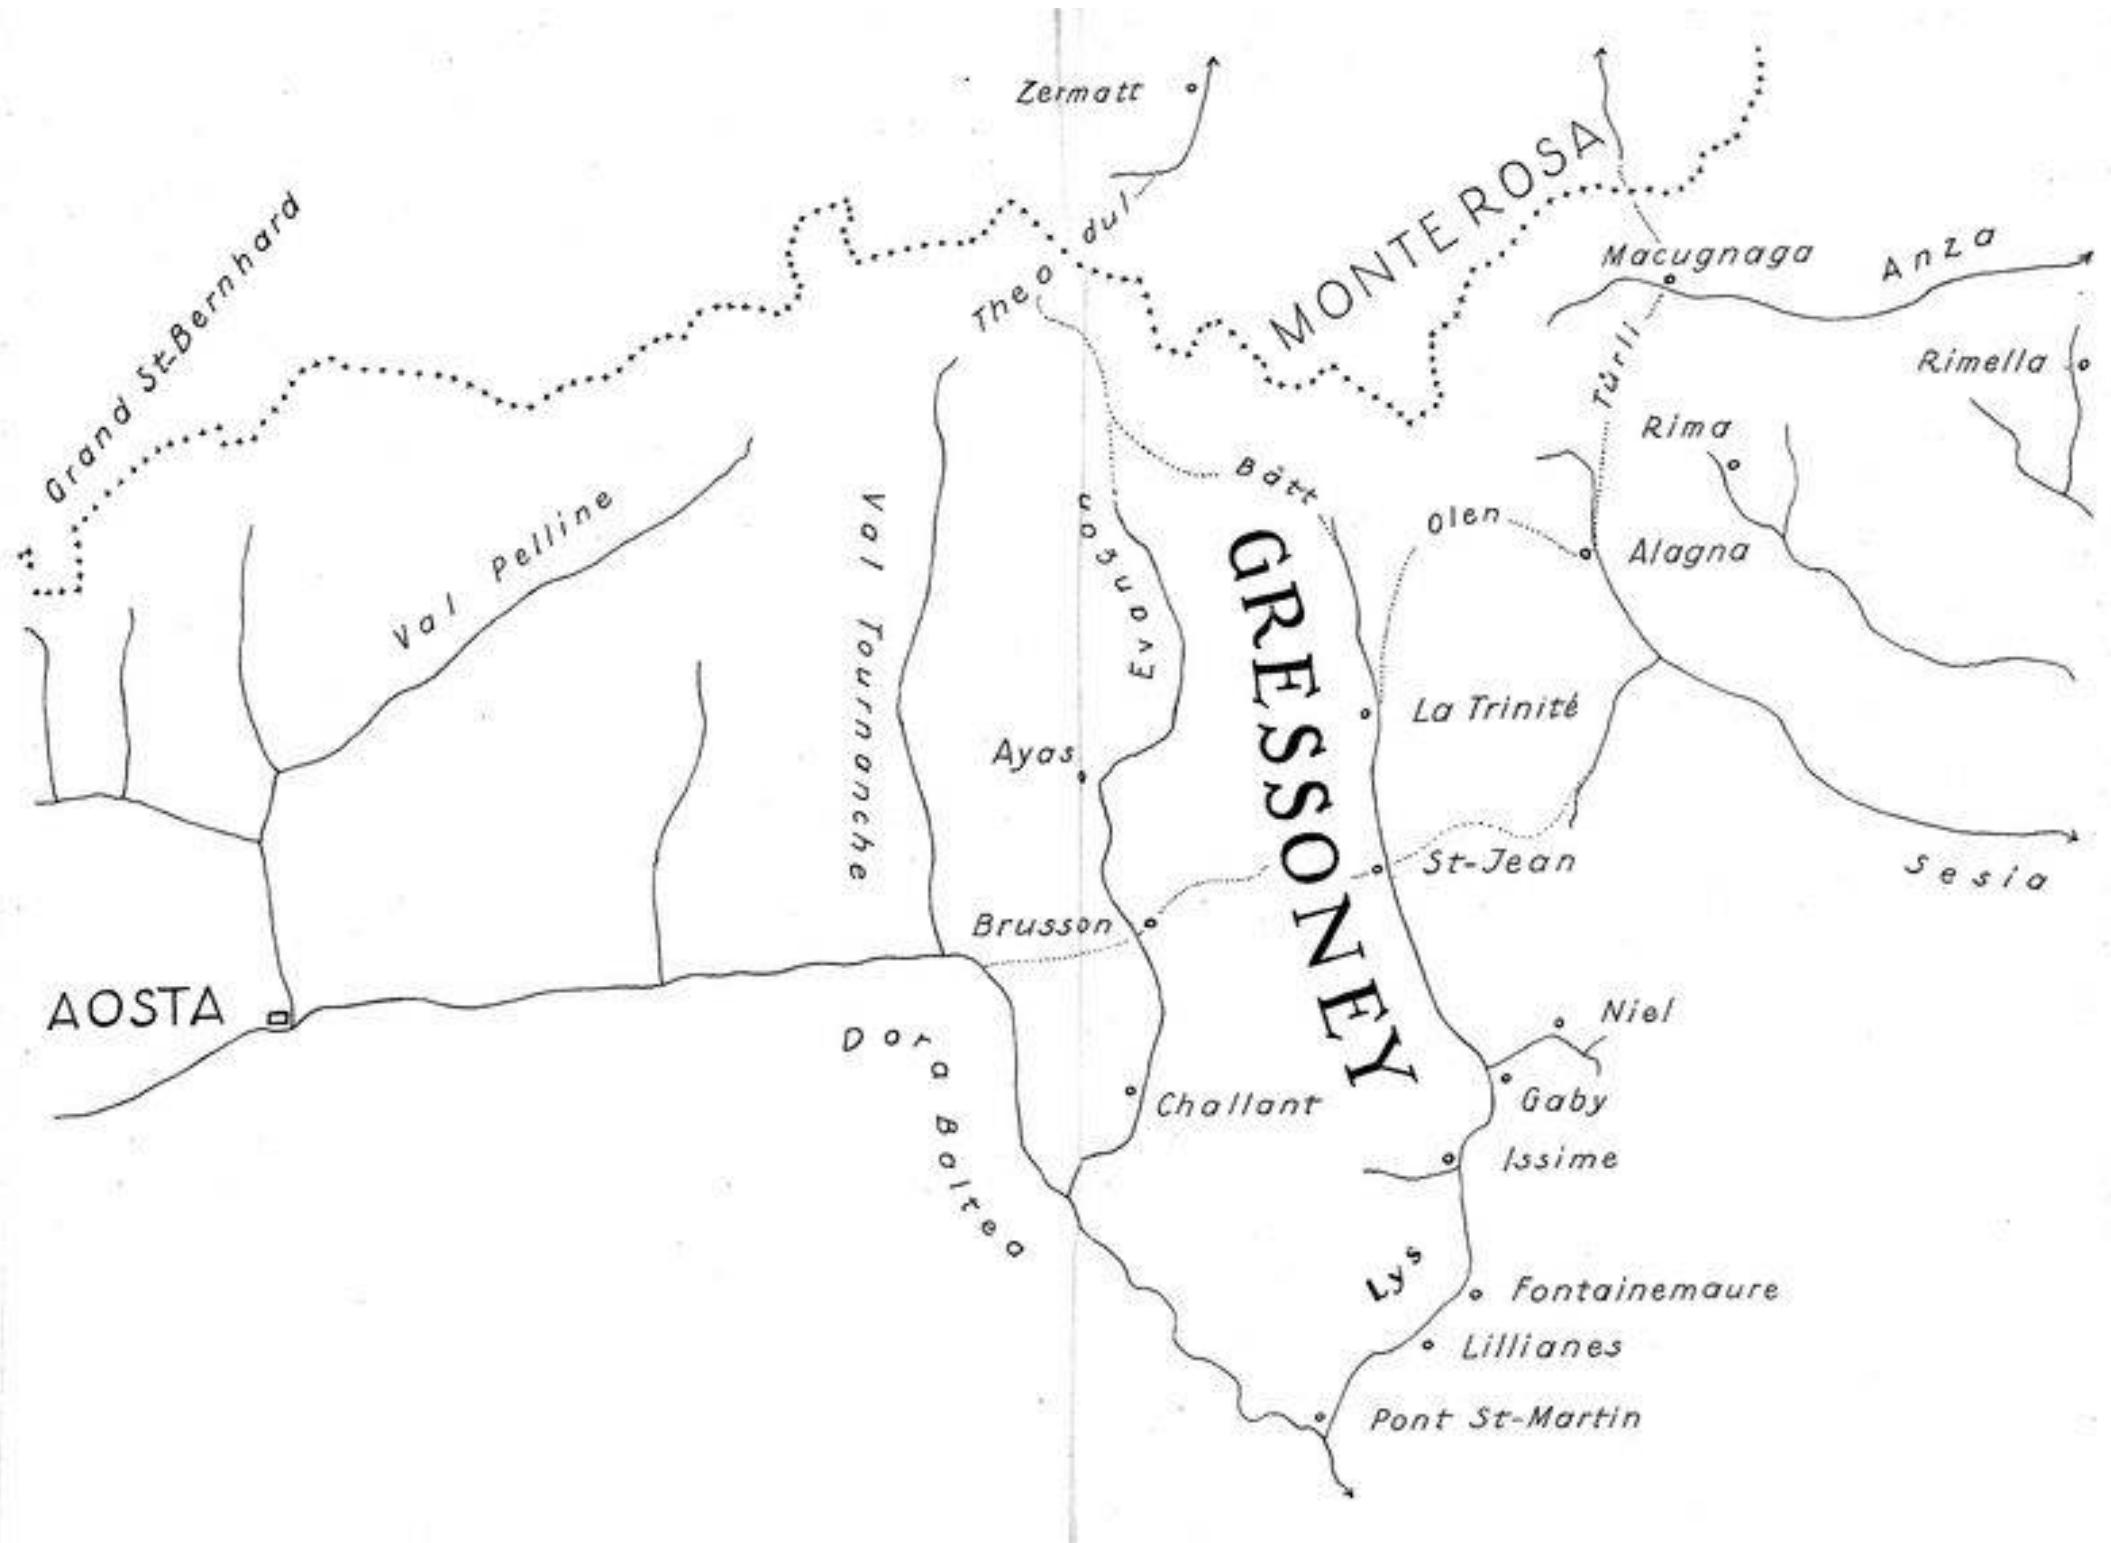 Zermatt
MONTE ROSA
Grand St-Bernhard
Theodul
Macugnaga
Anza
Türli
Rimella
Rima
Bätt
Olen
Alagna
Val Pelline
Val Tournanche
Evançon
GRESSONEY
La Trinité
Ayas
St-Jean
Sesia
Brusson
AOSTA
Niel
Dora Baltea
Challant
Gaby
Issime
Lys
Fontainemaure
Lillianes
Pont St-Martin